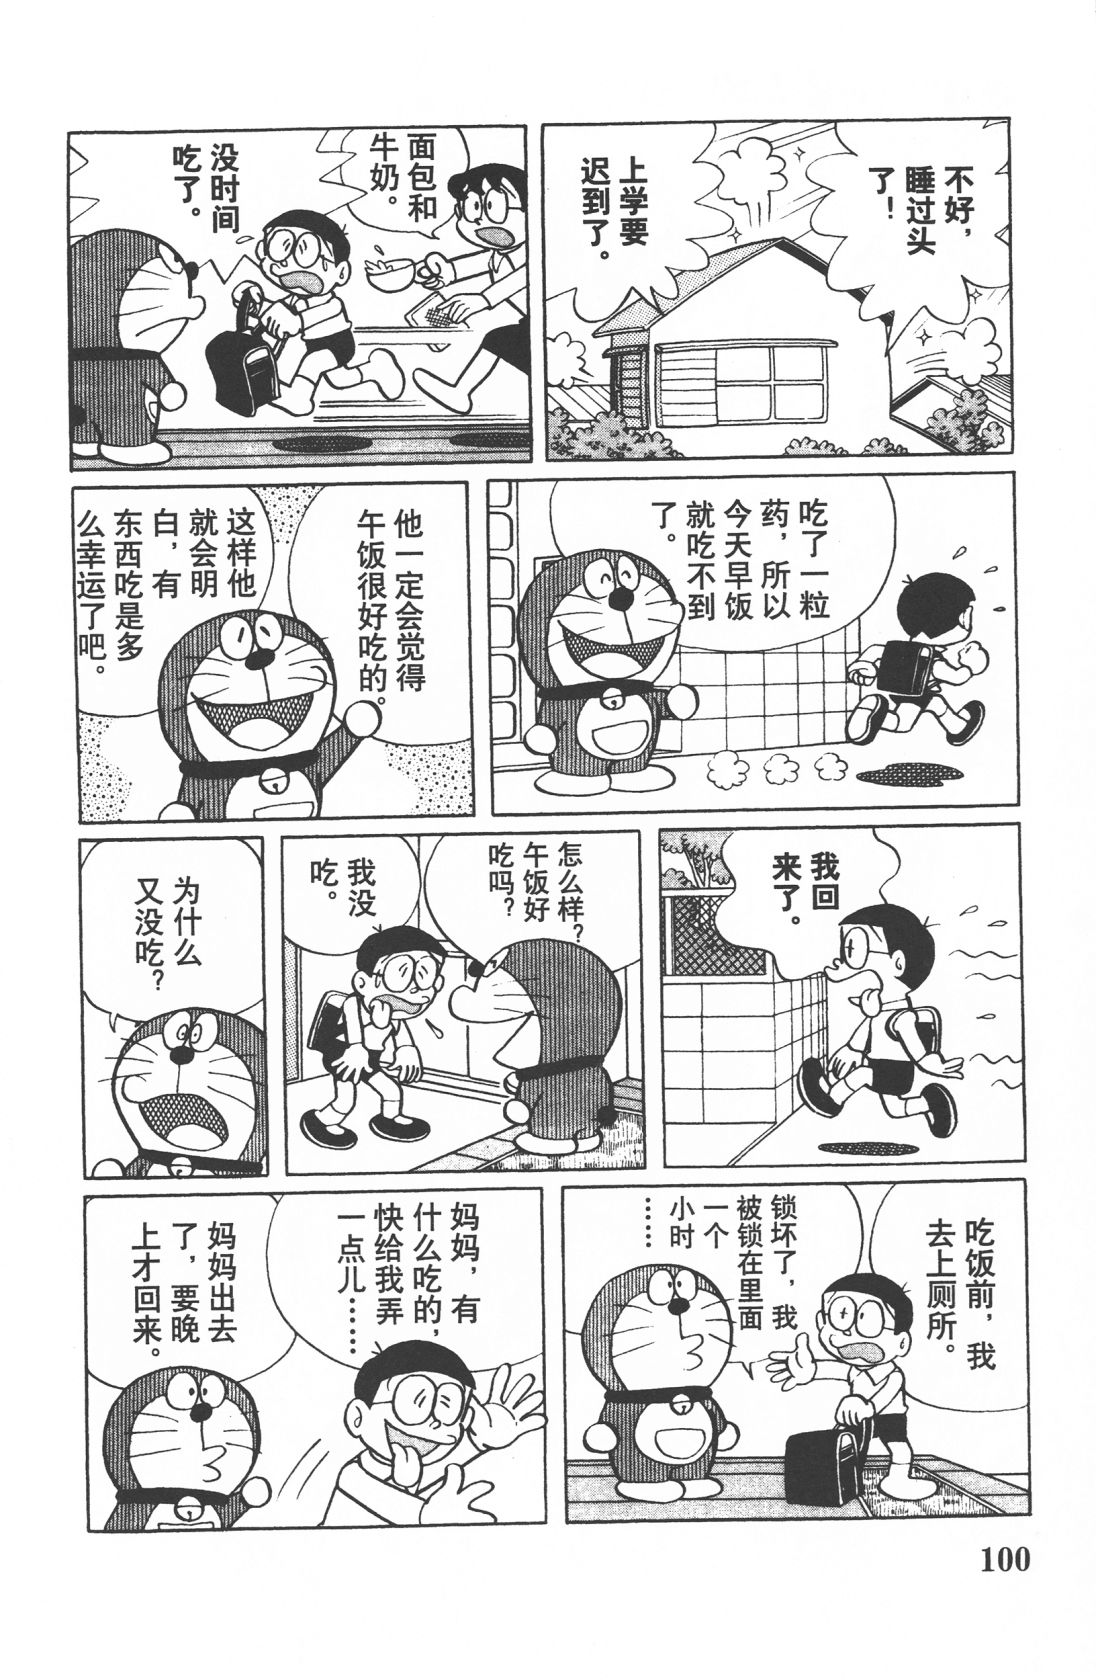 不好，
睡过头
了！
上学要
迟到了。
面包和
牛奶。
没时间
吃了。
吃了一粒
药，所以
今天早饭
就吃不到
了。
他一定会觉得
午饭很好吃的。
这样他
就会明
白，有
东西吃是多
么幸运了吧。
我回
来了。
怎么样？
午饭好
吃吗？
我没
吃。
为什么
又没吃？
吃饭前，我
去上厕所。
锁坏了，我
被锁在里面
一个
小时
……
妈妈，有
什么吃的，
快给我弄
一点儿……
妈妈出去
了，要晚
上才回来。
100